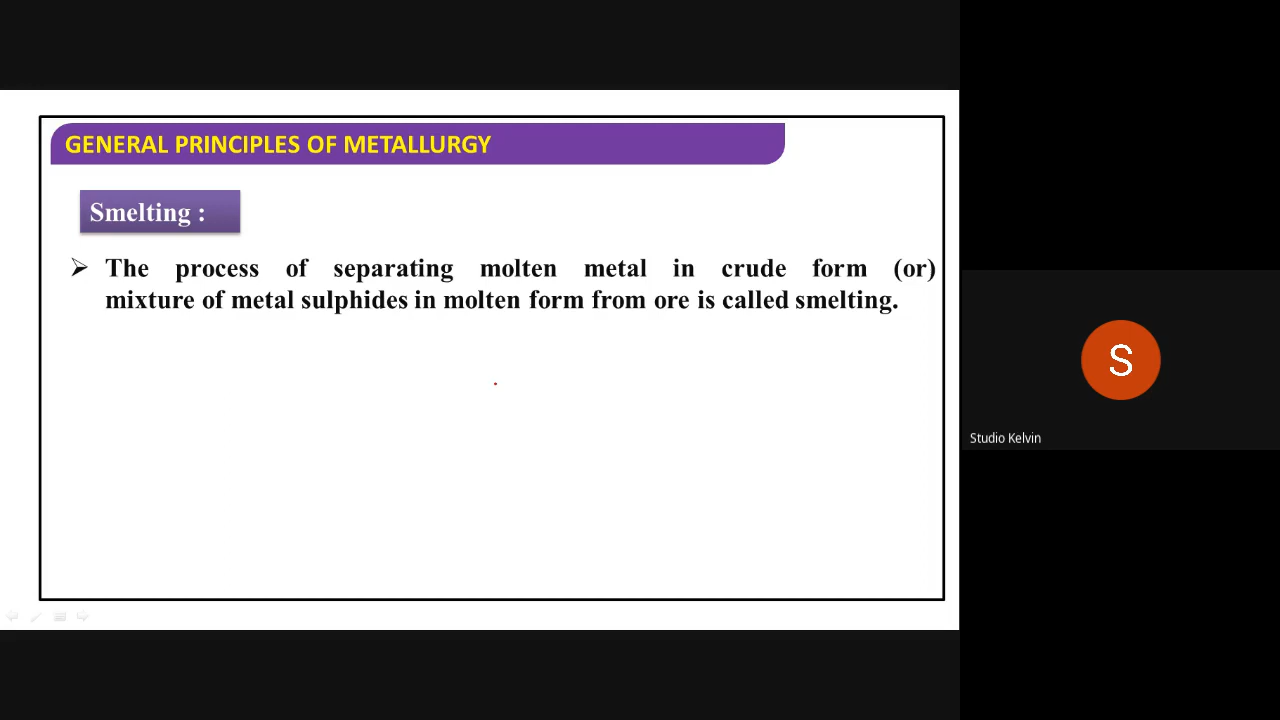 GENERAL PRINCIPLES OF METALLURGY
Smelting :
➢ The process of separating molten metal in crude form (or)
mixture of metal sulphides in molten form from ore is called smelting.
S
Studio Kelvin